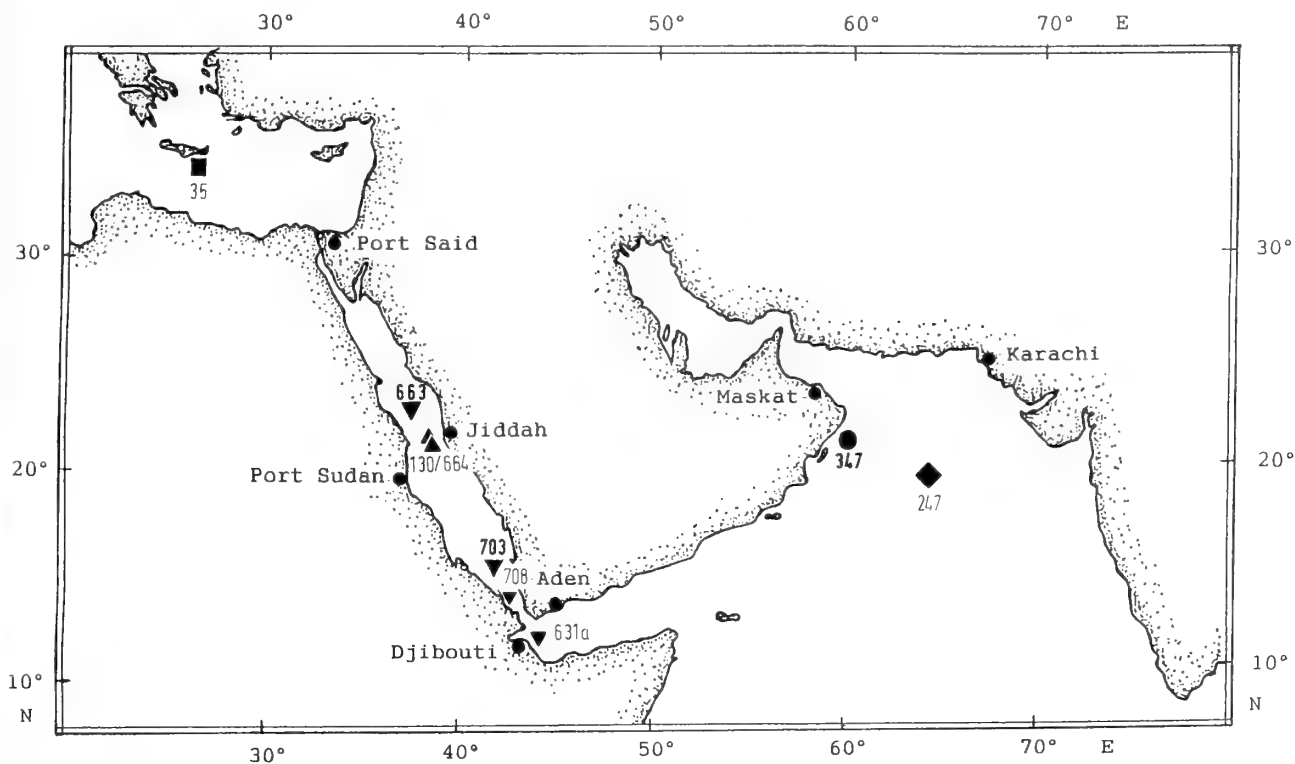 30° 40° 50° 60° 70° E
35
Port Said
30° 30°
Karachi
663
Maskat
Jiddah
347
130/664
20° 20°
Port Sudan
247
703
708 Aden
631a
Djibouti
10° 10°
N N
30° 40° 50° 60° 70° E